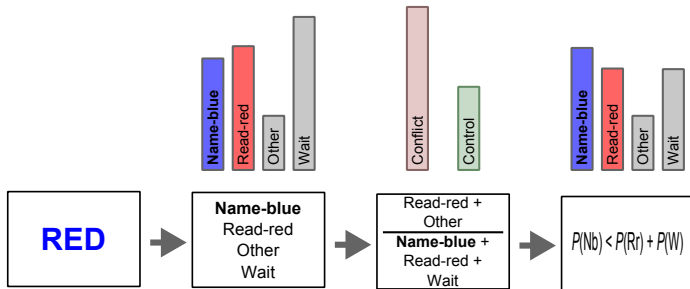 Name-blue
Read-red
Other
Wait
Conflict
Control
Name-blue
Read-red
Other
Wait
RED
Name-blue
Read-red
Other
Wait
Read-red +
Other
Name-blue +
Read-red +
Wait
P(Nb) < P(Rr) + P(W)